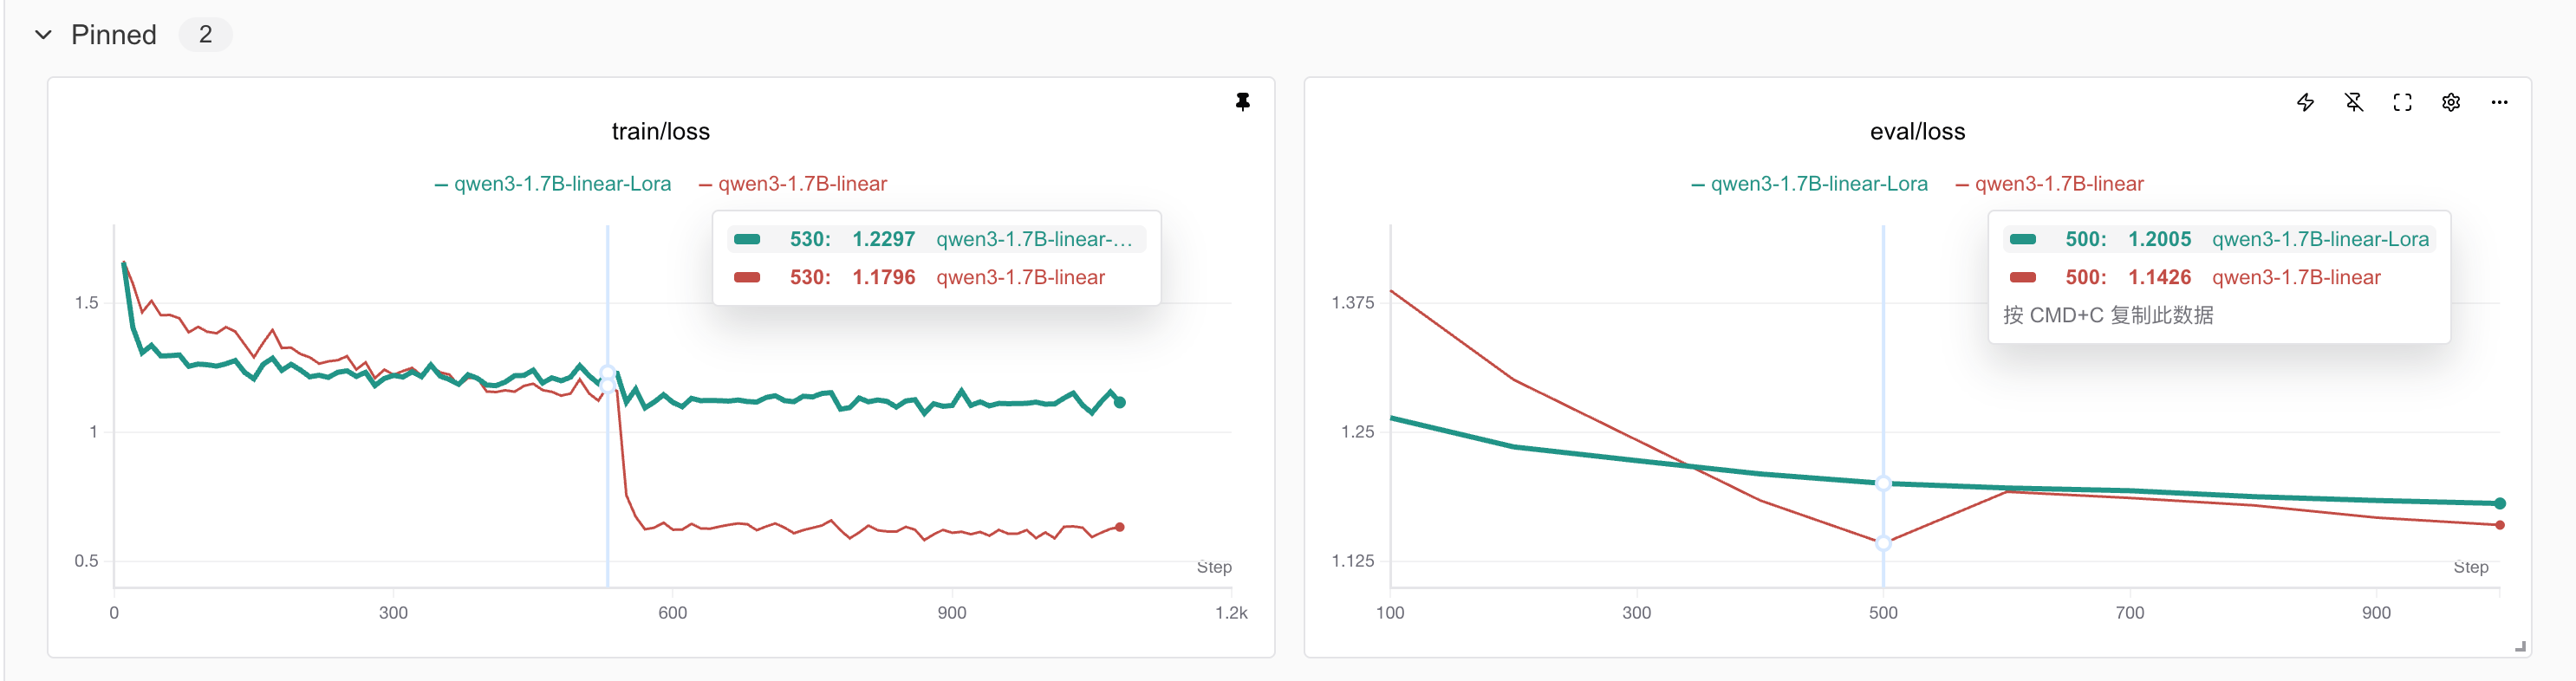 Pinned 2
train/loss
qwen3-1.7B-linear-Lora qwen3-1.7B-linear
530: 1.2297 qwen3-1.7B-linear-...
530: 1.1796 qwen3-1.7B-linear
1.5
1
0.5
Step
0 300 600 900 1.2k
eval/loss
qwen3-1.7B-linear-Lora qwen3-1.7B-linear
500: 1.2005 qwen3-1.7B-linear-Lora
500: 1.1426 qwen3-1.7B-linear
按 CMD+C 复制此数据
1.375
1.25
1.125
Step
100 300 500 700 900